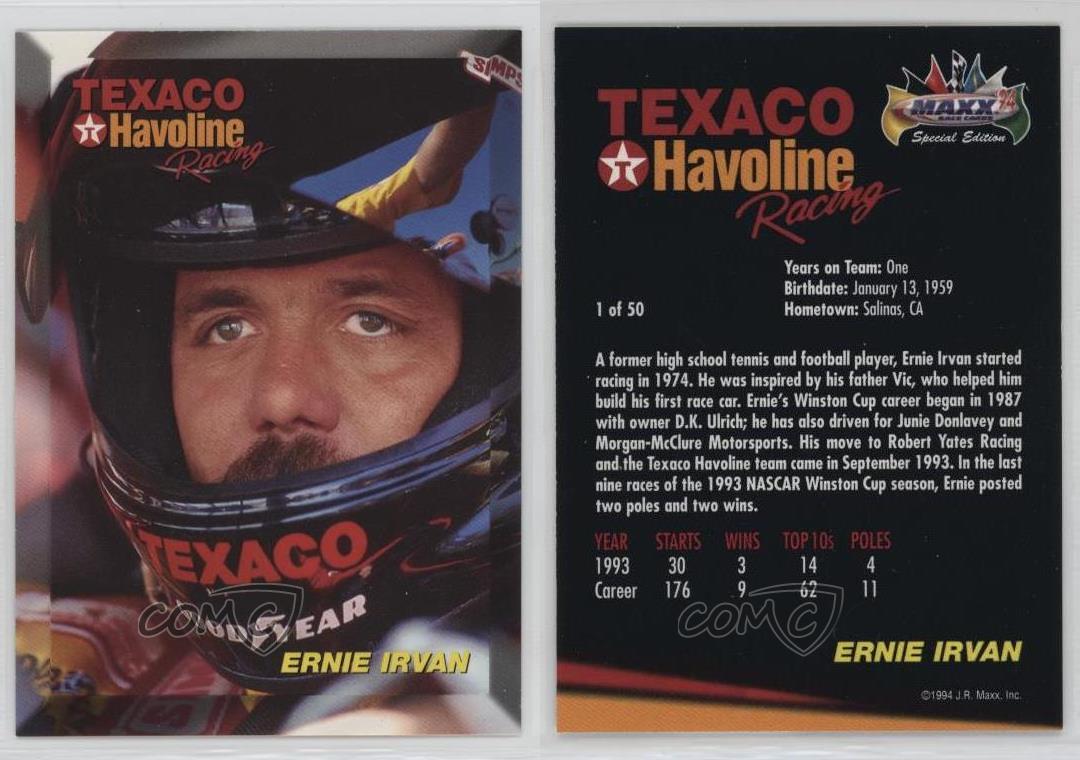 TEXACO
T Havoline
Racing
TEXACO
GOODYEAR
COMC
ERNIE IRVAN
MAXX '94
RACE CARDS
Special Edition
TEXACO
T Havoline
Racing
Years on Team: One
Birthdate: January 13, 1959
1 of 50
Hometown: Salinas, CA
A former high school tennis and football player, Ernie Irvan started
racing in 1974. He was inspired by his father Vic, who helped him
build his first race car. Ernie's Winston Cup career began in 1987
with owner D.K. Ulrich; he has also driven for Junie Donlavey and
Morgan-McClure Motorsports. His move to Robert Yates Racing
and the Texaco Havoline team came in September 1993. In the last
nine races of the 1993 NASCAR Winston Cup season, Ernie posted
two poles and two wins.
YEAR STARTS WINS TOP 10s POLES
1993 30 3 14 4
Career 176 9 62 11
COMC
ERNIE IRVAN
©1994 J.R. Maxx, Inc.